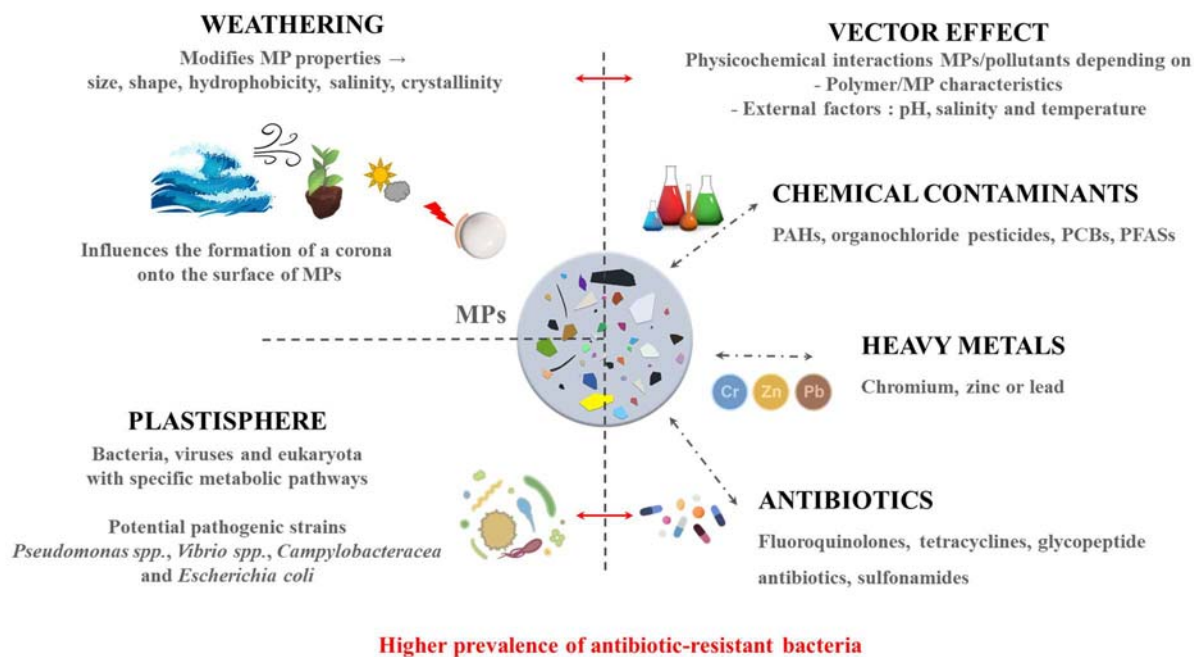 WEATHERING
Modifies MP properties →
size, shape, hydrophobicity, salinity, crystallinity
Influences the formation of a corona
onto the surface of MPs
VECTOR EFFECT
Physicochemical interactions MPs/pollutants depending on
- Polymer/MP characteristics
- External factors : pH, salinity and temperature
CHEMICAL CONTAMINANTS
PAHs, organochloride pesticides, PCBs, PFASs
MPs
HEAVY METALS
Chromium, zinc or lead
Cr Zn Pb
PLASTISPHERE
Bacteria, viruses and eukaryota
with specific metabolic pathways
Potential pathogenic strains
Pseudomonas spp., Vibrio spp., Campylobacteracea
and Escherichia coli
ANTIBIOTICS
Fluoroquinolones, tetracyclines, glycopeptide
antibiotics, sulfonamides
Higher prevalence of antibiotic-resistant bacteria